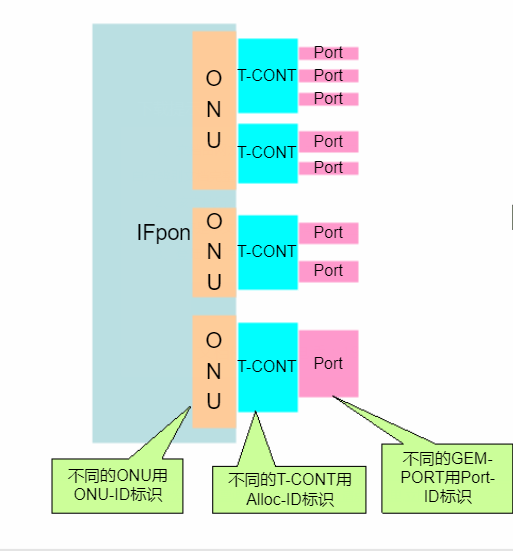 IFpon
O
N
U
T-CONT
Port
Port
Port
T-CONT
Port
Port
O
N
U
T-CONT
Port
Port
O
N
U
T-CONT
Port
不同的ONU用
ONU-ID标识
不同的T-CONT用
Alloc-ID标识
不同的GEM-
PORT用Port-
ID标识